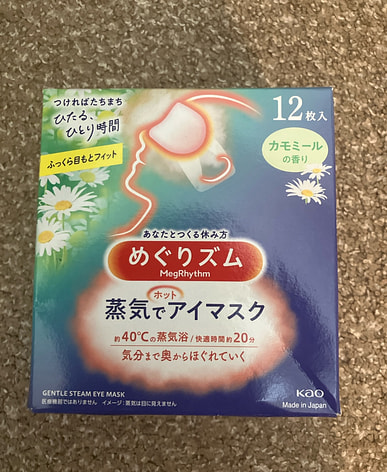 つければたちまち
ひたる、
ひとり時間
ふっくら目もとフィット
12枚入
カモミール
の香り
あなたとつくる休み方
めぐりズム
MegRhythm
ホット
蒸気でアイマスク
約40℃の蒸気浴/快適時間約20分
気分まで奥からほぐれていく
GENTLE STEAM EYE MASK
医療機器ではありません イメージ:蒸気は目に見えません
Kao
Made in Japan